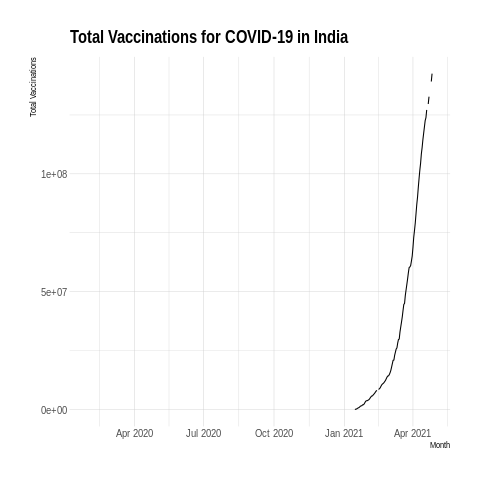 Total Vaccinations for COVID-19 in India
Total Vaccinations
1e+08
5e+07
0e+00
Apr 2020 Jul 2020 Oct 2020 Jan 2021 Apr 2021
Month